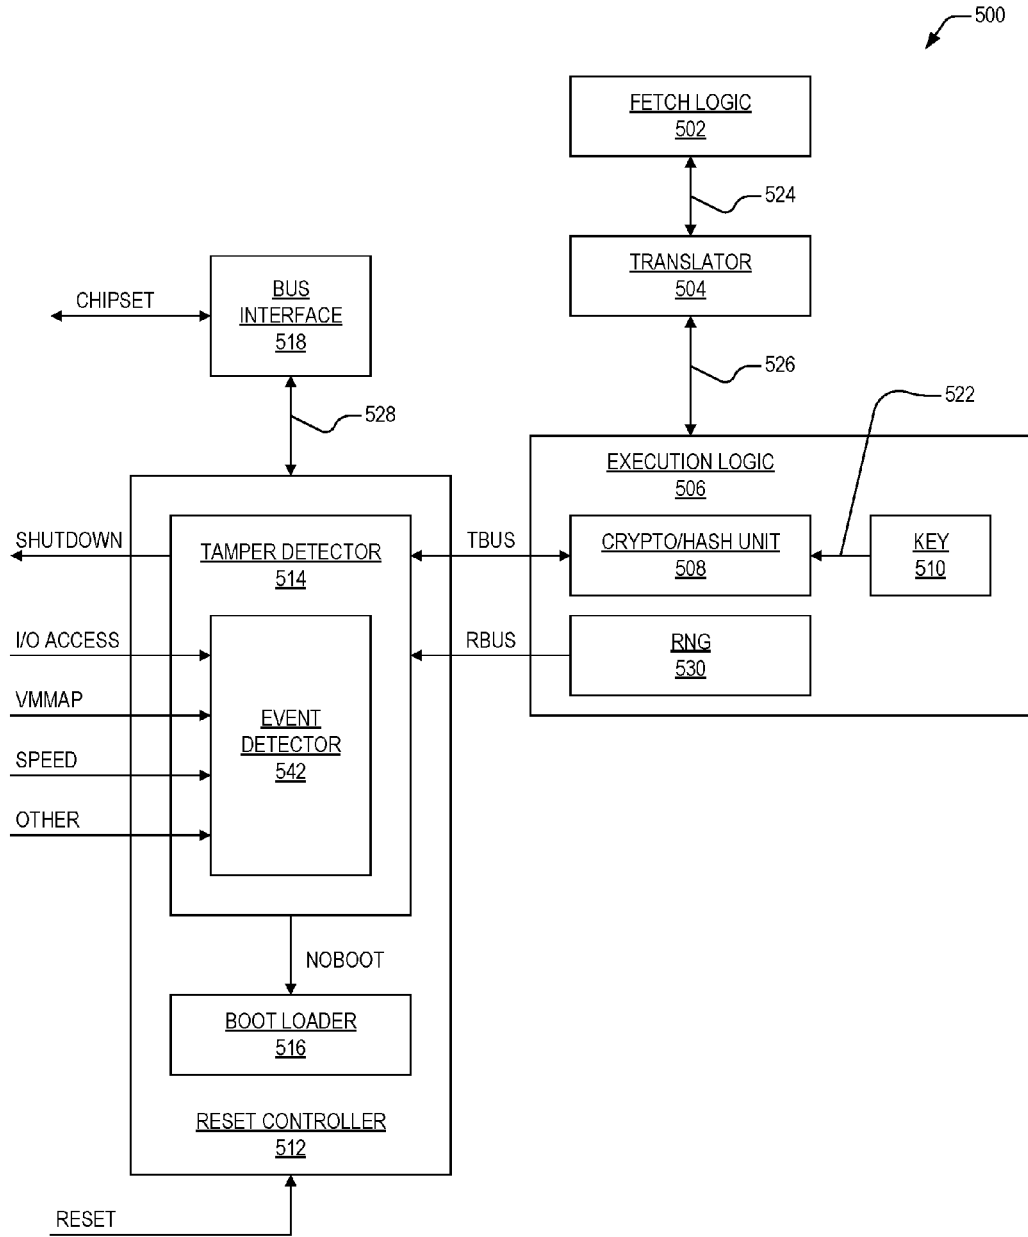 500
FETCH LOGIC
502
524
TRANSLATOR
504
BUS
INTERFACE
518
CHIPSET
526
522
528
EXECUTION LOGIC
506
SHUTDOWN
TAMPER DETECTOR
514
TBUS
CRYPTO/HASH UNIT
508
KEY
510
I/O ACCESS
RBUS
RNG
530
VMMAP
EVENT
DETECTOR
542
SPEED
OTHER
NOBOOT
BOOT LOADER
516
RESET CONTROLLER
512
RESET